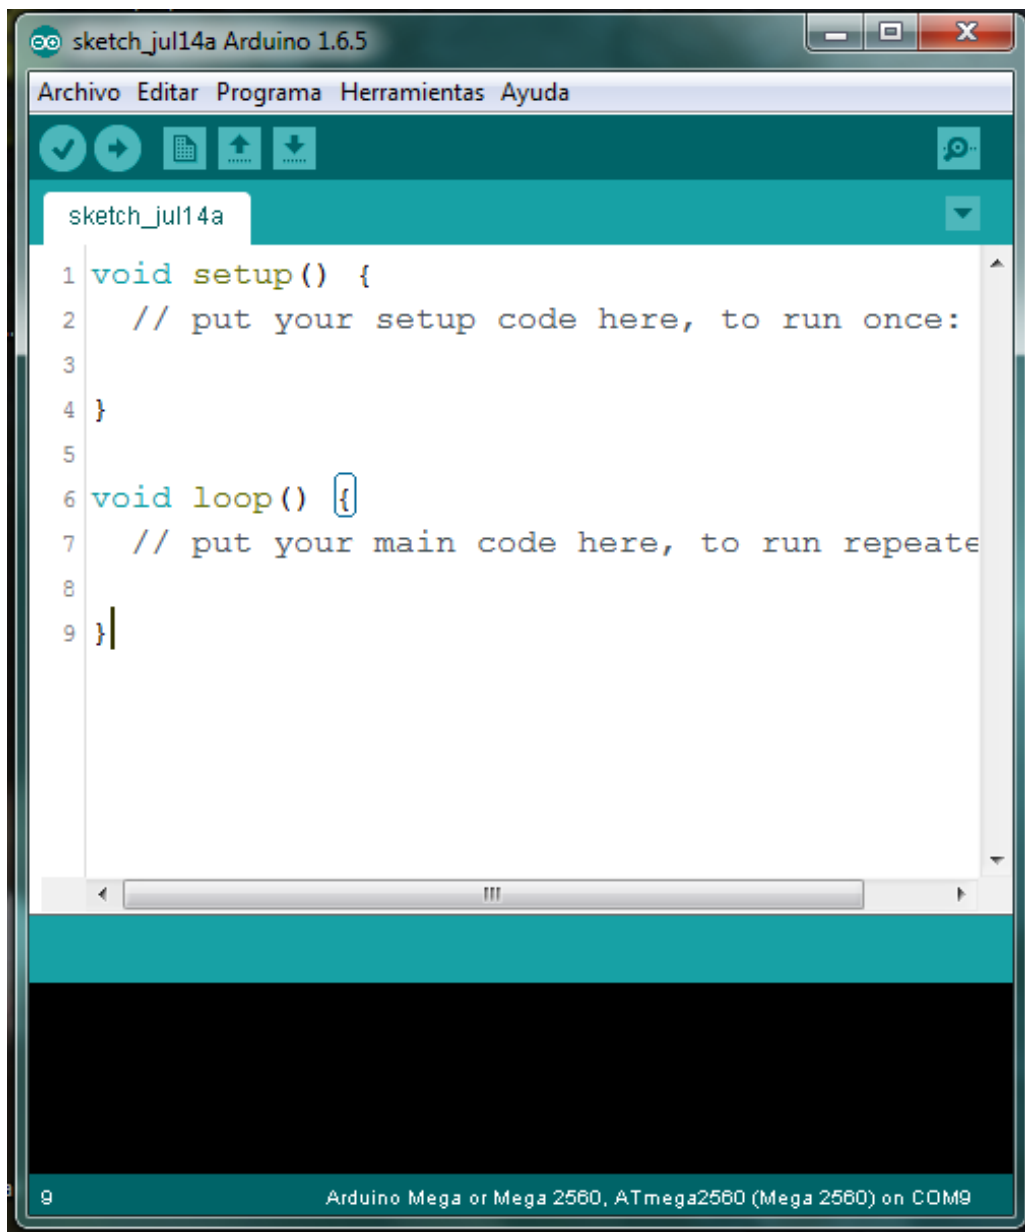 sketch_jul14a Arduino 1.6.5
Archivo Editar Programa Herramientas Ayuda
sketch_jul14a
1 void setup() {
2 // put your setup code here, to run once:
3
4 }
5
6 void loop() {
7 // put your main code here, to run repeate
8
9 }
9 Arduino Mega or Mega 2560, ATmega2560 (Mega 2560) on COM9